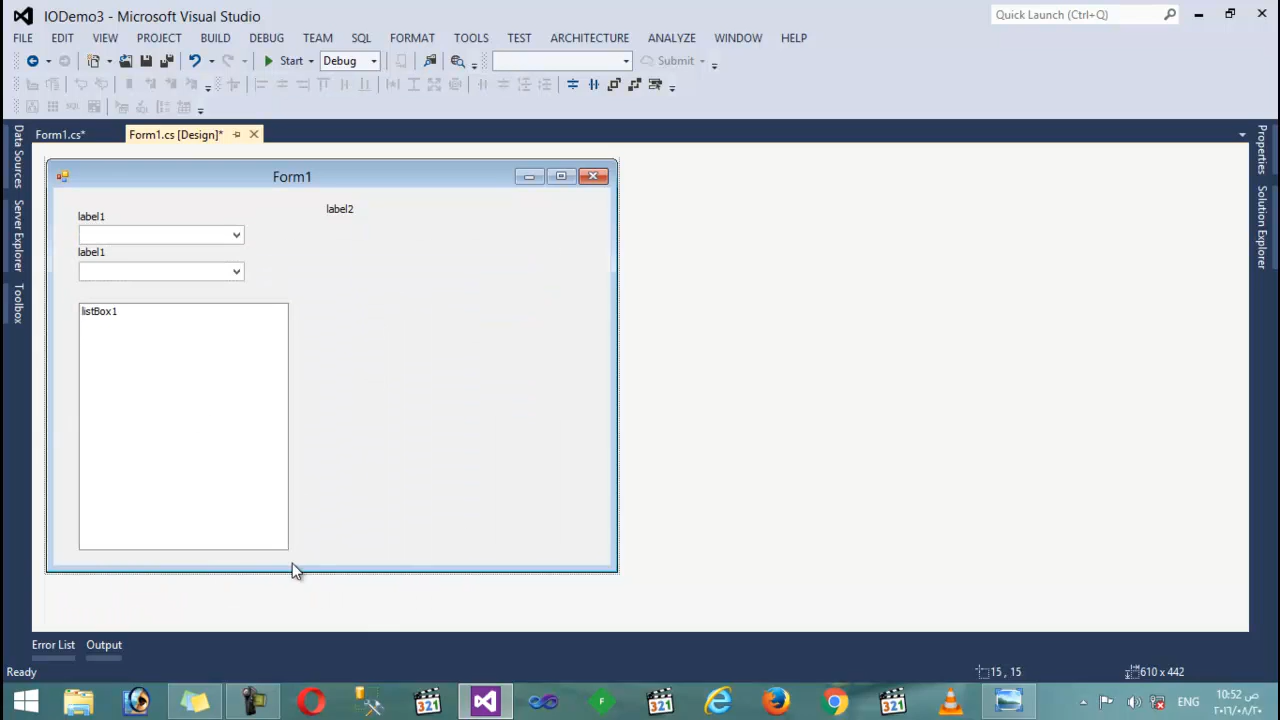 IODemo3 - Microsoft Visual Studio
Quick Launch (Ctrl+Q)
FILE EDIT VIEW PROJECT BUILD DEBUG TEAM SQL FORMAT TOOLS TEST ARCHITECTURE ANALYZE WINDOW HELP
Start Debug Submit
Form1.cs* Form1.cs [Design]*
Data Sources
Server Explorer
Toolbox
Properties
Solution Explorer
Form1
label1
label2
label1
listBox1
Error List Output
Ready 15 , 15 610 x 442
ENG
10:52 ص